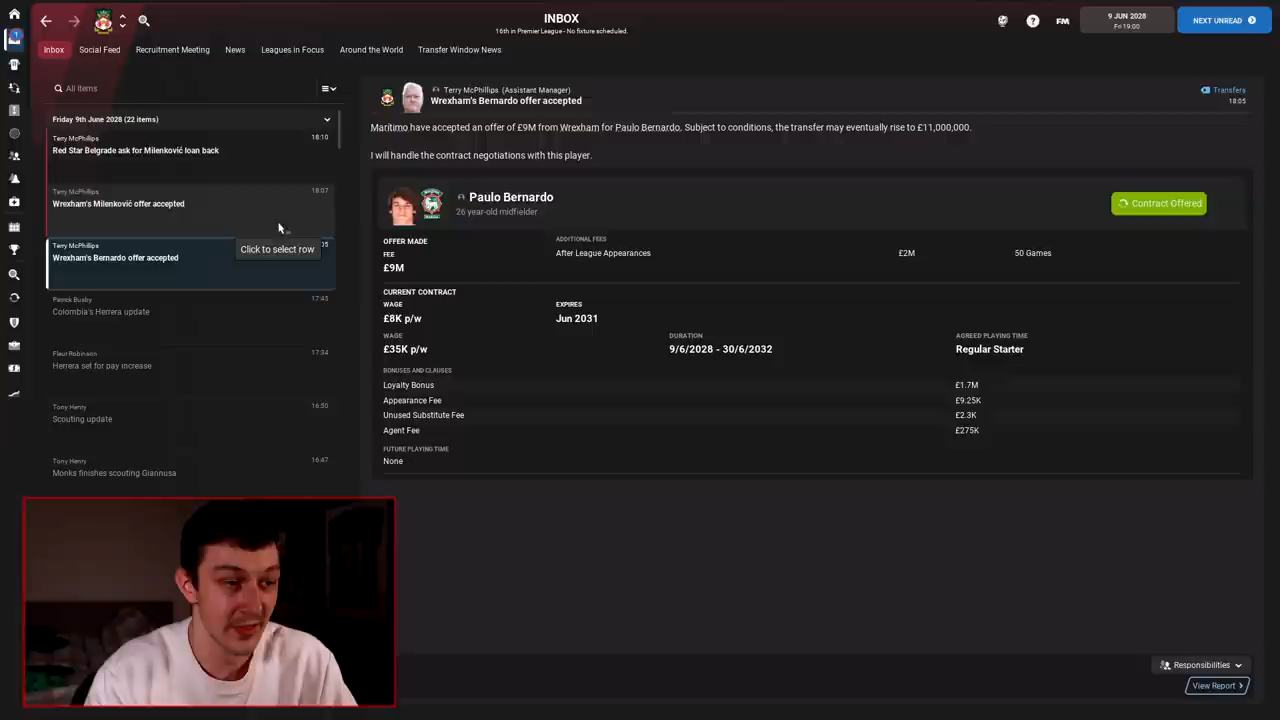 INBOX
16th in Premier League - No fixture scheduled.
FM
9 JUN 2028
Fri 19:00
NEXT UNREAD
1
Inbox
Social Feed
Recruitment Meeting
News
Leagues in Focus
Around the World
Transfer Window News
All Items
Friday 9th June 2028 (22 items)
Terry McPhillips
18:10
Red Star Belgrade ask for Milenković loan back
Terry McPhillips
18:07
Wrexham's Milenković offer accepted
Terry McPhillips
Wrexham's Bernardo offer accepted
Click to select row
Patrick Busby
17:45
Colombia's Herrera update
Fleur Robinson
17:34
Herrera set for pay increase
Tony Henry
16:50
Scouting update
Tony Henry
16:47
Monks finishes scouting Giannusa
Terry McPhillips (Assistant Manager)
Wrexham's Bernardo offer accepted
Transfers
18:05
Maritimo have accepted an offer of £9M from Wrexham for Paulo Bernardo. Subject to conditions, the transfer may eventually rise to £11,000,000.
I will handle the contract negotiations with this player.
Paulo Bernardo
26 year-old midfielder
Contract Offered
OFFER MADE
ADDITIONAL FEES
FEE
After League Appearances
£2M
50 Games
£9M
CURRENT CONTRACT
WAGE
EXPIRES
£8K p/w
Jun 2031
WAGE
DURATION
AGREED PLAYING TIME
£35K p/w
9/6/2028 - 30/6/2032
Regular Starter
BONUSES AND CLAUSES
Loyalty Bonus
£1.7M
Appearance Fee
£9.25K
Unused Substitute Fee
£2.3K
Agent Fee
£275K
FUTURE PLAYING TIME
None
Responsibilities
View Report